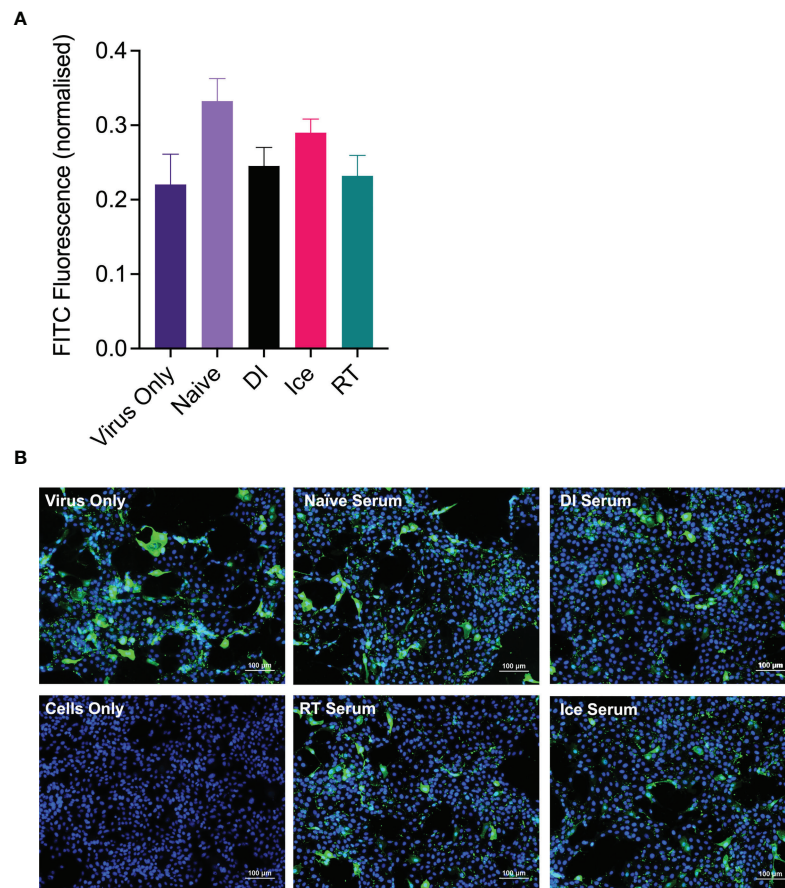 A
FITC Fluorescence (normalised)
0.4
0.3
0.2
0.1
0.0
Virus Only
Naive
DI
Ice
RT
B
Virus Only
Naïve Serum
DI Serum
100 µm
100 µm
100 µm
Cells Only
RT Serum
Ice Serum
100 µm
100 µm
100 µm